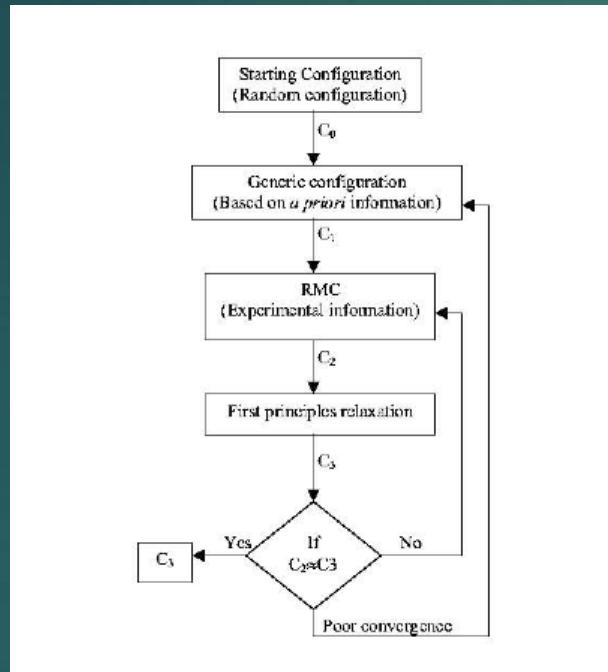 Starting Configuration
(Random configuration)
C₀
Generic configuration
(Based on a priori information)
C₁
RMC
(Experimental information)
C₂
First principles relaxation
C₃
Yes
If
No
C₂≈C3
C₃
Poor convergence